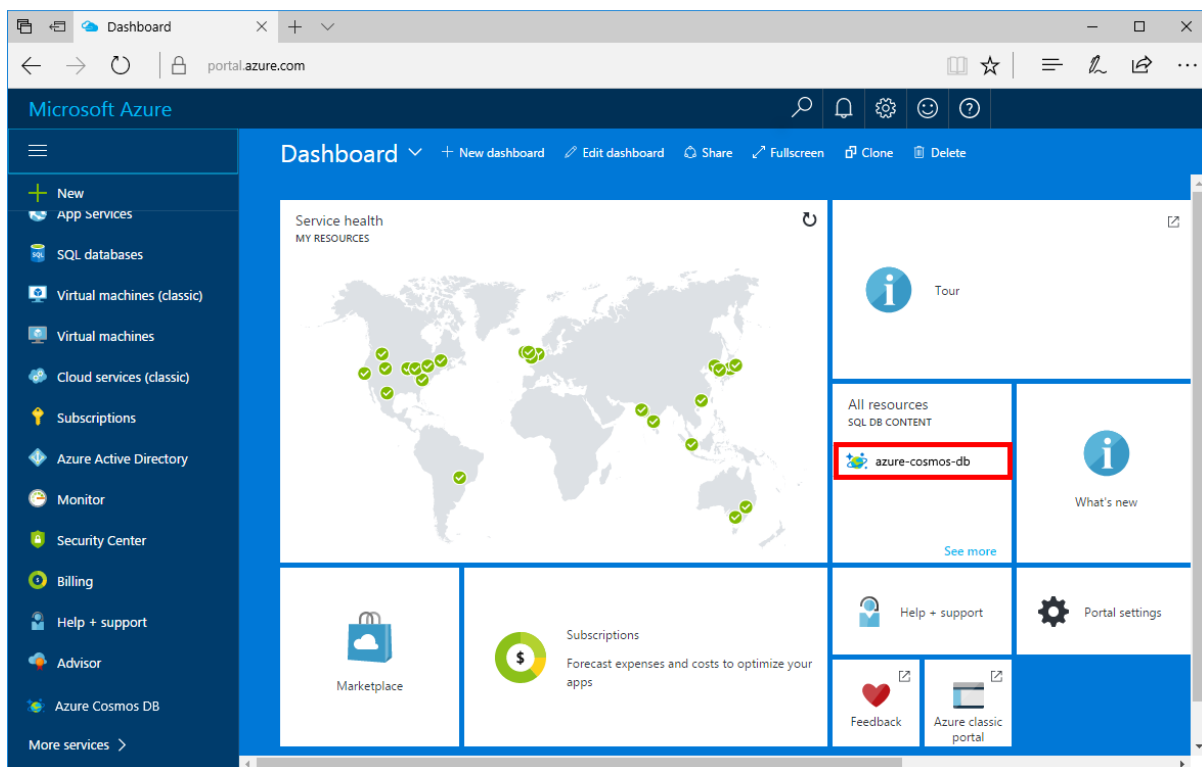 Dashboard
portal.azure.com
Microsoft Azure
Dashboard
New dashboard
Edit dashboard
Share
Fullscreen
Clone
Delete
New
App Services
SQL databases
Virtual machines (classic)
Virtual machines
Cloud services (classic)
Subscriptions
Azure Active Directory
Monitor
Security Center
Billing
Help + support
Advisor
Azure Cosmos DB
More services
Service health
MY RESOURCES
Tour
All resources
SQL DB CONTENT
azure-cosmos-db
See more
What's new
Marketplace
Subscriptions
Forecast expenses and costs to optimize your
apps
Help + support
Portal settings
Feedback
Azure classic
portal